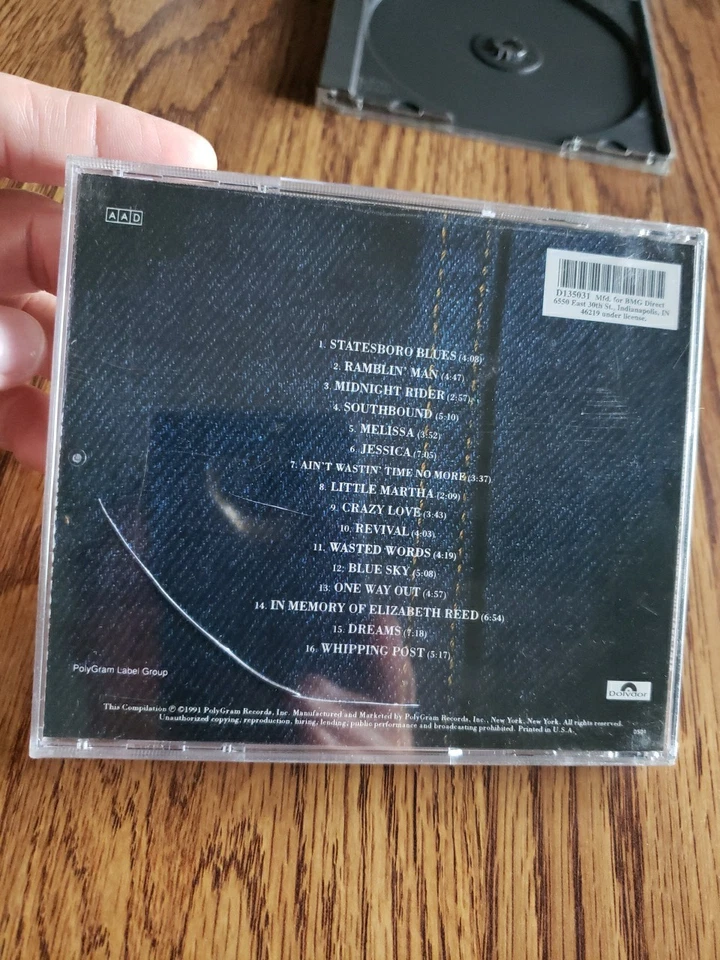 AAD
D135031 Mfd. for BMG Direct
6550 East 30th St., Indianapolis, IN
46219 under license.
1. STATESBORO BLUES (4:08)
2. RAMBLIN' MAN (4:47)
3. MIDNIGHT RIDER (2:57)
4. SOUTHBOUND (5:10)
5. MELISSA (3:52)
6. JESSICA (7:05)
7. AIN'T WASTIN' TIME NO MORE (3:37)
8. LITTLE MARTHA (2:09)
9. CRAZY LOVE (3:43)
10. REVIVAL (4:03)
11. WASTED WORDS (4:19)
12. BLUE SKY (5:08)
13. ONE WAY OUT (4:57)
14. IN MEMORY OF ELIZABETH REED (6:54)
15. DREAMS (7:18)
16. WHIPPING POST (5:17)
PolyGram Label Group
Polydor
This Compilation ℗ ©1991 PolyGram Records, Inc. Manufactured and Marketed by PolyGram Records, Inc., New York, New York. All rights reserved.
Unauthorized copying, reproduction, hiring, lending, public performance and broadcasting prohibited. Printed in U.S.A.